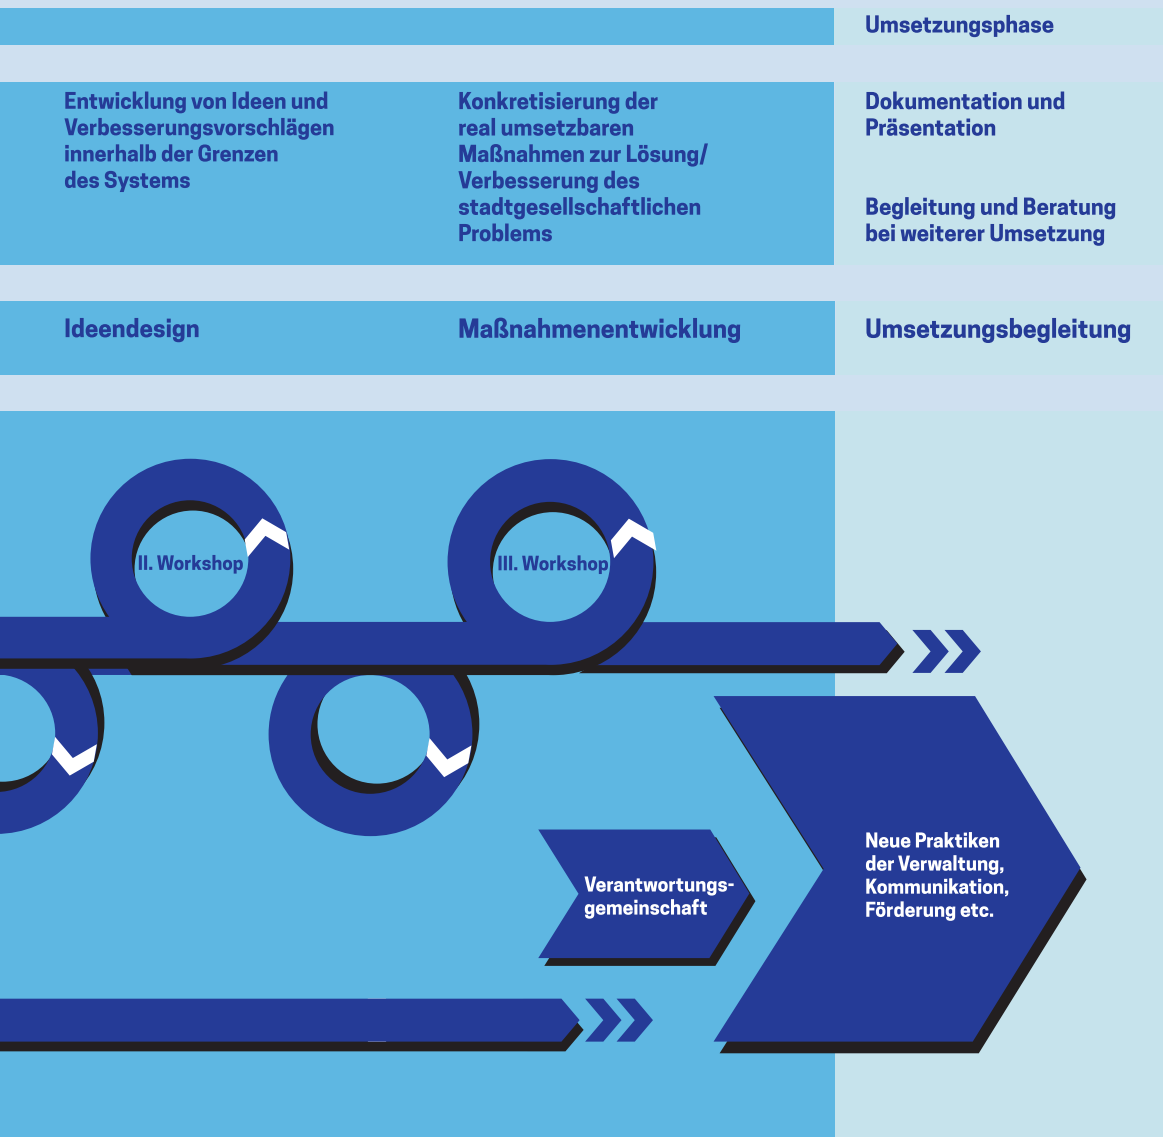 Umsetzungsphase
Entwicklung von Ideen und
Verbesserungsvorschlägen
innerhalb der Grenzen
des Systems
Konkretisierung der
real umsetzbaren
Maßnahmen zur Lösung/
Verbesserung des
stadtgesellschaftlichen
Problems
Dokumentation und
Präsentation
Begleitung und Beratung
bei weiterer Umsetzung
Ideendesign
Maßnahmenentwicklung
Umsetzungsbegleitung
II. Workshop
III. Workshop
Verantwortungs-
gemeinschaft
Neue Praktiken
der Verwaltung,
Kommunikation,
Förderung etc.